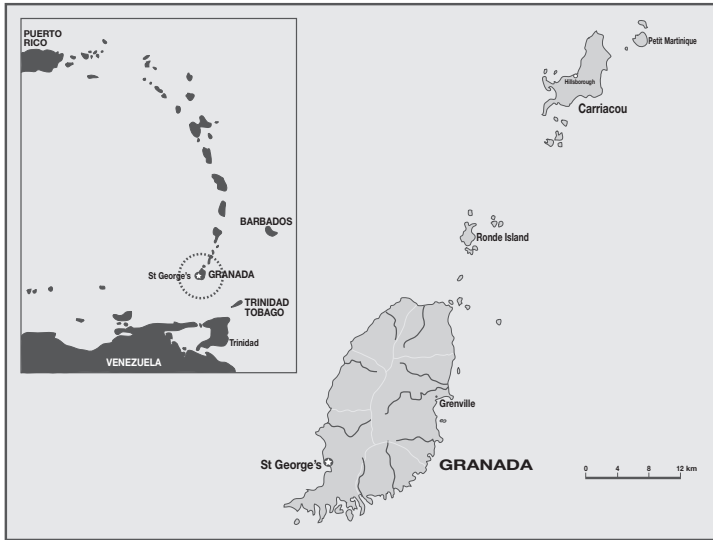 PUERTO
RICO
BARBADOS
St George's
GRANADA
TRINIDAD
TOBAGO
Trinidad
VENEZUELA
Petit Martinique
Hillsborough
Carriacou
Ronde Island
Grenville
St George's
GRANADA
0 4 8 12 km